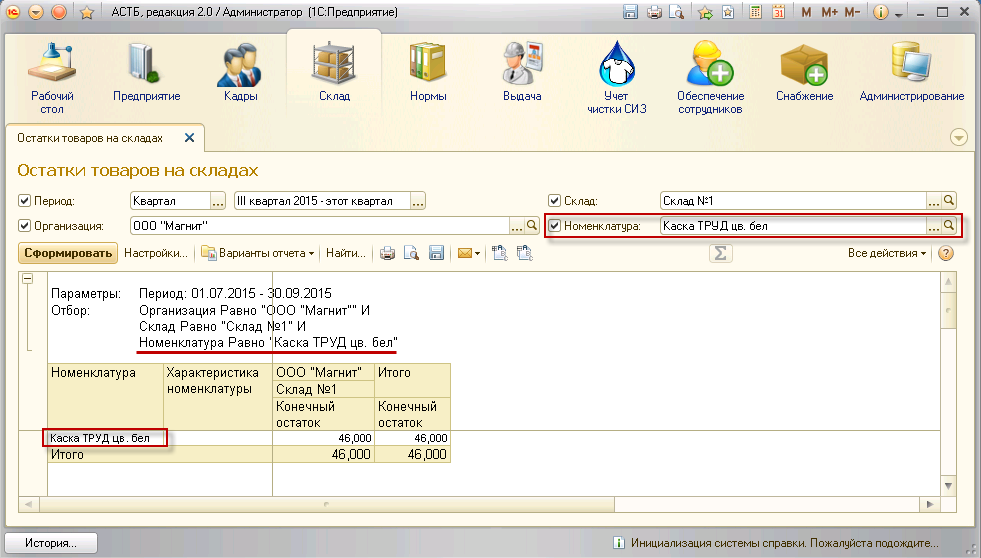 АСТБ, редакция 2.0 / Администратор (1С:Предприятие)
M M+ M-
Рабочий стол
Предприятие
Кадры
Склад
Нормы
Выдача
Учет чистки СИЗ
Обеспечение сотрудников
Снабжение
Администрирование
Остатки товаров на складах
Остатки товаров на складах
Период: Квартал ... III квартал 2015 - этот квартал ... Склад: Склад №1 ...
Организация: ООО "Магнит" ... Номенклатура: Каска ТРУД цв. бел ...
Сформировать Настройки... Варианты отчета Найти... Σ Все действия ?
Параметры: Период: 01.07.2015 - 30.09.2015
Отбор: Организация Равно "ООО "Магнит"" И
Склад Равно "Склад №1" И
Номенклатура Равно "Каска ТРУД цв. бел"
Номенклатура Характеристика номенклатуры ООО "Магнит" Итого
Склад №1
Конечный остаток Конечный остаток
Каска ТРУД цв. бел 46,000 46,000
Итого 46,000 46,000
История... Инициализация системы справки. Пожалуйста подождите...